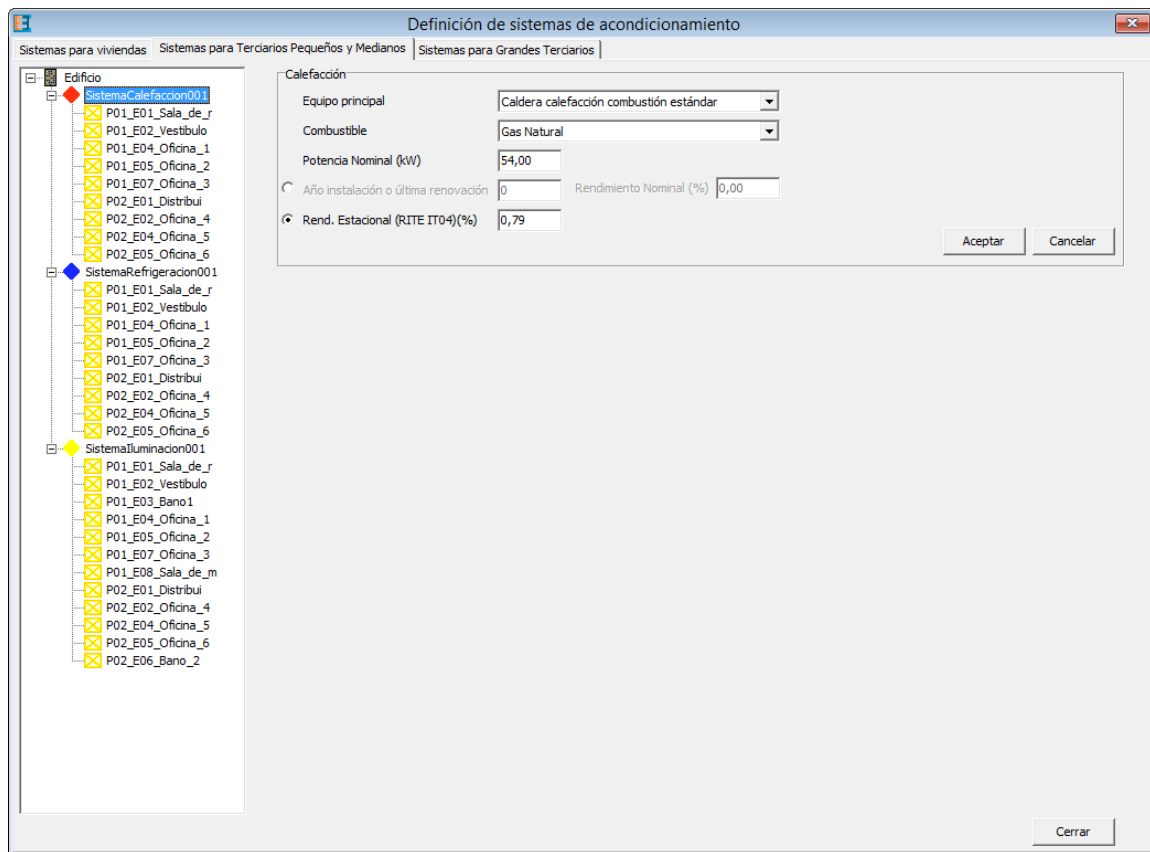 Definición de sistemas de acondicionamiento
Sistemas para viviendas Sistemas para Terciarios Pequeños y Medianos Sistemas para Grandes Terciarios
Edificio
SistemaCalefaccion001
P01_E01_Sala_de_r
P01_E02_Vestibulo
P01_E04_Oficina_1
P01_E05_Oficina_2
P01_E07_Oficina_3
P02_E01_Distribui
P02_E02_Oficina_4
P02_E04_Oficina_5
P02_E05_Oficina_6
SistemaRefrigeracion001
P01_E01_Sala_de_r
P01_E02_Vestibulo
P01_E04_Oficina_1
P01_E05_Oficina_2
P01_E07_Oficina_3
P02_E01_Distribui
P02_E02_Oficina_4
P02_E04_Oficina_5
P02_E05_Oficina_6
SistemaIluminacion001
P01_E01_Sala_de_r
P01_E02_Vestibulo
P01_E03_Bano1
P01_E04_Oficina_1
P01_E05_Oficina_2
P01_E07_Oficina_3
P01_E08_Sala_de_m
P02_E01_Distribui
P02_E02_Oficina_4
P02_E04_Oficina_5
P02_E05_Oficina_6
P02_E06_Bano_2
Calefacción
Equipo principal Caldera calefacción combustión estándar
Combustible Gas Natural
Potencia Nominal (kW) 54,00
Año instalación o última renovación 0 Rendimiento Nominal (%) 0,00
Rend. Estacional (RITE IT04)(%) 0,79
Aceptar Cancelar
Cerrar